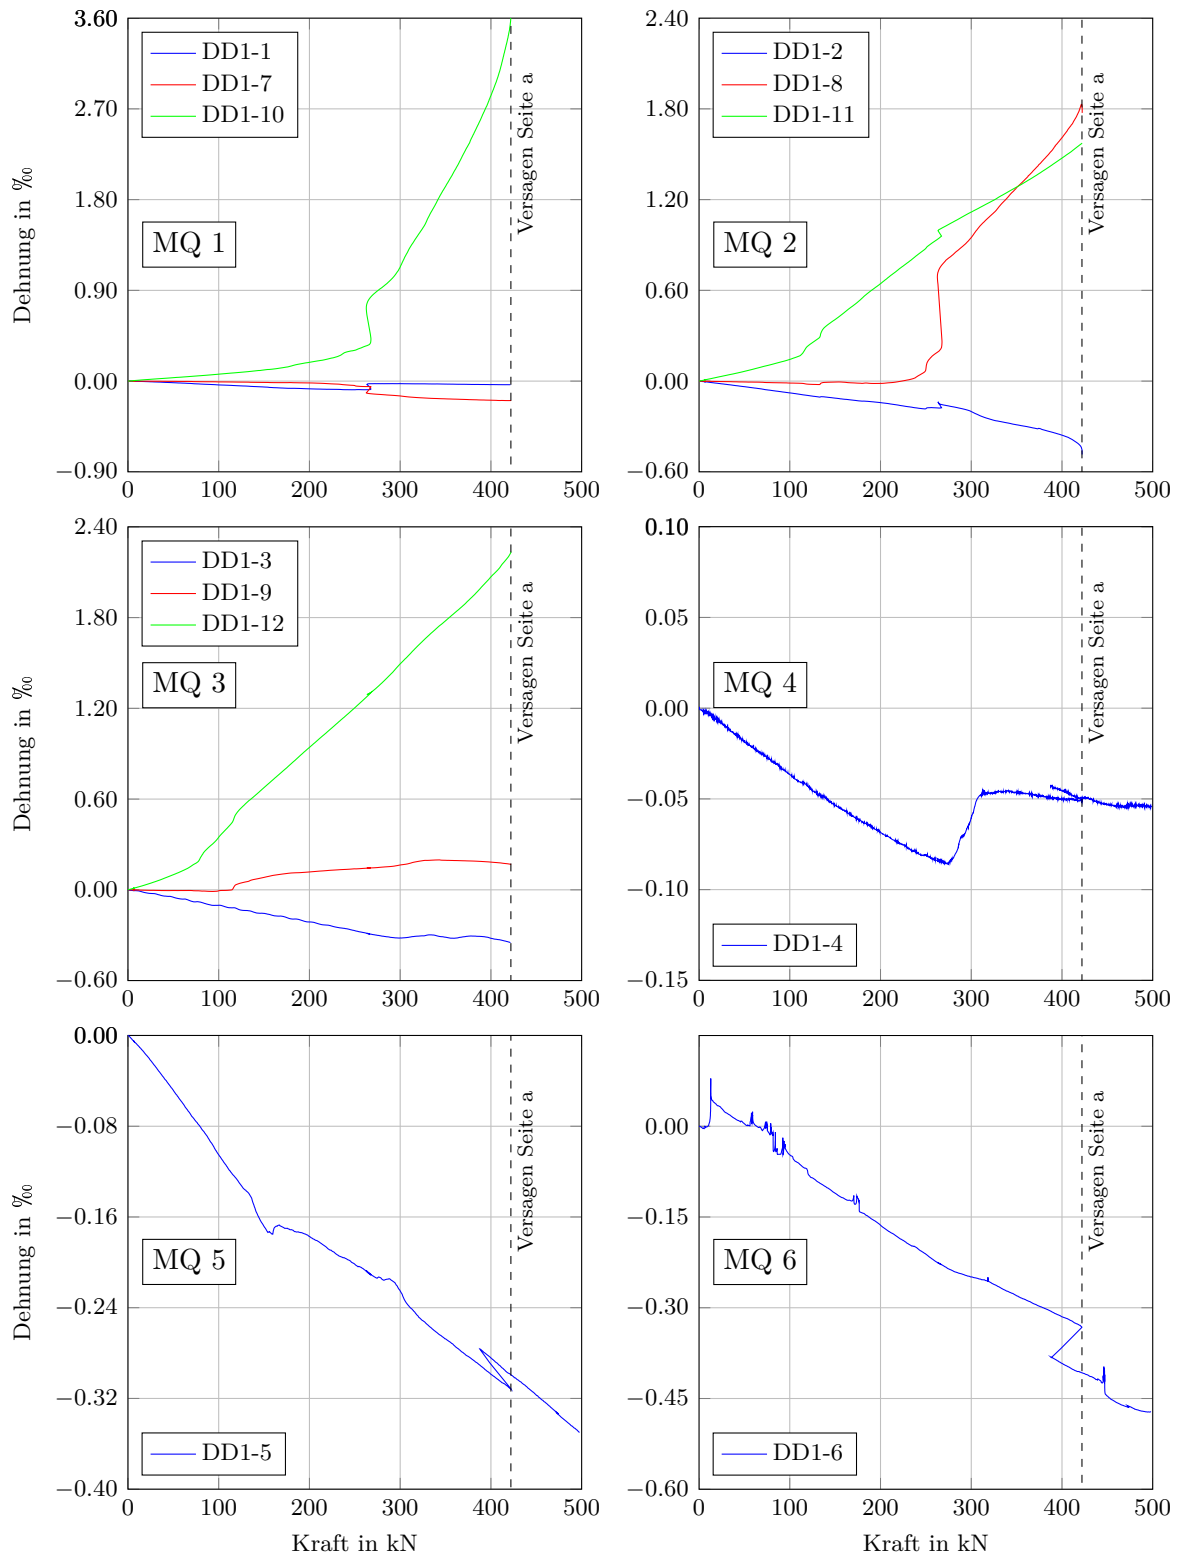 3.60
2.70
1.80
0.90
0.00
−0.90
0
100
200
300
400
500
Dehnung in ‰
DD1-1
DD1-7
DD1-10
MQ 1
Versagen Seite a
2.40
1.80
1.20
0.60
0.00
−0.60
0
100
200
300
400
500
DD1-2
DD1-8
DD1-11
MQ 2
Versagen Seite a
2.40
1.80
1.20
0.60
0.00
−0.60
0
100
200
300
400
500
Dehnung in ‰
DD1-3
DD1-9
DD1-12
MQ 3
Versagen Seite a
0.10
0.05
0.00
−0.05
−0.10
−0.15
0
100
200
300
400
500
MQ 4
DD1-4
Versagen Seite a
0.00
−0.08
−0.16
−0.24
−0.32
−0.40
0
100
200
300
400
500
Dehnung in ‰
Kraft in kN
MQ 5
DD1-5
Versagen Seite a
0.00
−0.15
−0.30
−0.45
−0.60
0
100
200
300
400
500
Kraft in kN
MQ 6
DD1-6
Versagen Seite a